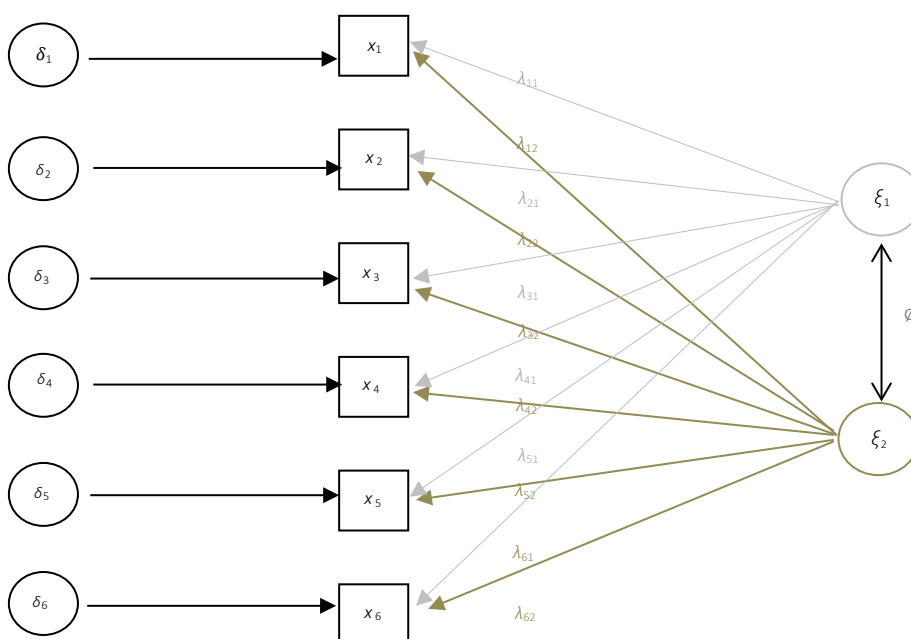 δ₁
x₁
λ₁₁
λ₁₂
δ₂
x₂
λ₂₁
ξ₁
λ₂₂
δ₃
x₃
λ₃₁
∅
λ₃₂
δ₄
x₄
λ₄₁
λ₄₂
ξ₂
λ₅₁
δ₅
x₅
λ₅₂
λ₆₁
δ₆
x₆
λ₆₂